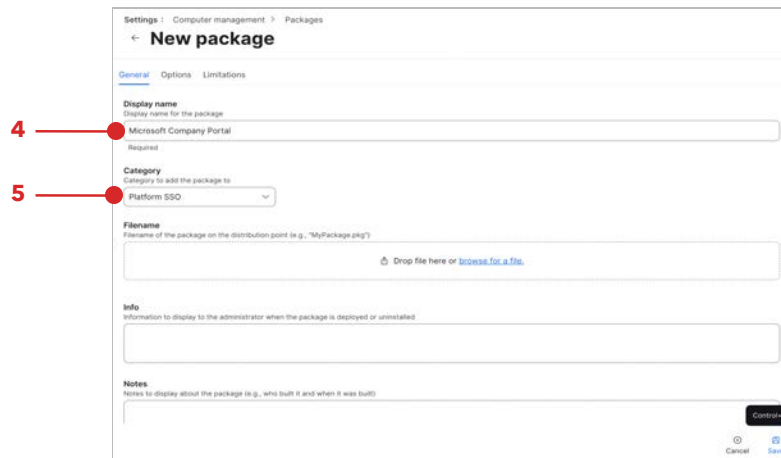 Settings : Computer management > Packages
← New package
General Options Limitations
Display name
Display name for the package
4
Microsoft Company Portal
Required
Category
Category to add the package to
5
Platform SSO
Filename
Filename of the package on the distribution point (e.g., "MyPackage.pkg")
Drop file here or browse for a file.
Info
Information to display to the administrator when the package is deployed or uninstalled
Notes
Notes to display about the package (e.g., who built it and when it was built)
Control+
Cancel Save